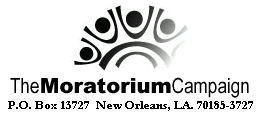 TheMoratoriumCampaign
P.O. Box 13727 New Orleans, LA. 70185-3727